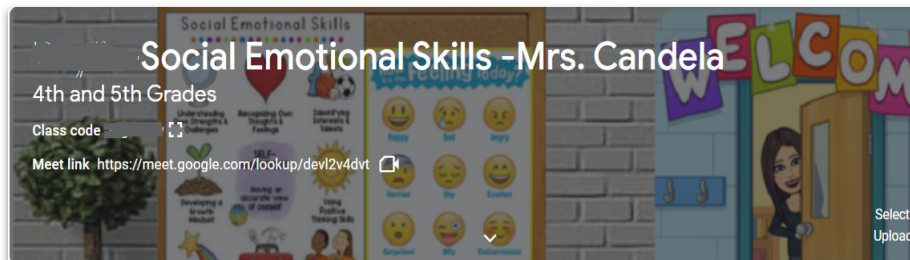 Social Emotional Skills
Social Emotional Skills -Mrs. Candela
4th and 5th Grades
Class code
Meet link https://meet.google.com/lookup/devl2v4dvt
Understanding
Strengths &
Challenges
Recognizing Own
Thoughts &
Feelings
Identifying
Interests &
Talents
SELF-
Having an
accurate view
of oneself
Developing a
Growth
Mindset
Using
Positive
Thinking Skills
Feeling Today?
Happy
Sad
Angry
Worried
Shy
Excited
Surprised
Silly
Embarrassed
WELCOM
Select
Upload